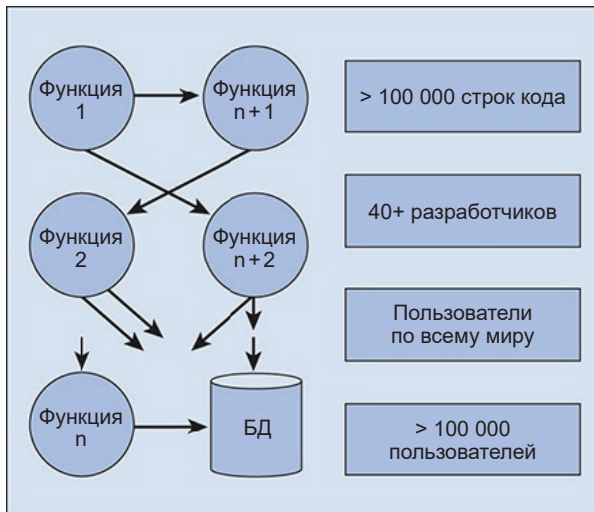 Функция
1
Функция
n + 1
> 100 000 строк кода
Функция
2
Функция
n + 2
40+ разработчиков
Пользователи
по всему миру
Функция
n
БД
> 100 000
пользователей